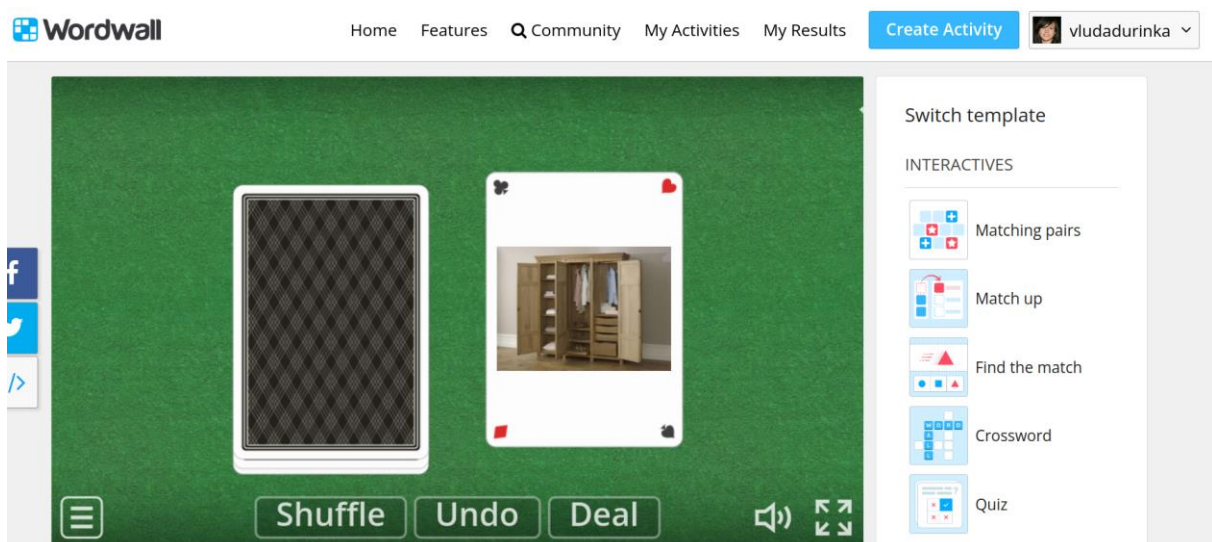 Wordwall
Home Features Community My Activities My Results Create Activity vludadurinka
Switch template
INTERACTIVES
Matching pairs
Match up
Find the match
Crossword
Quiz
Shuffle Undo Deal